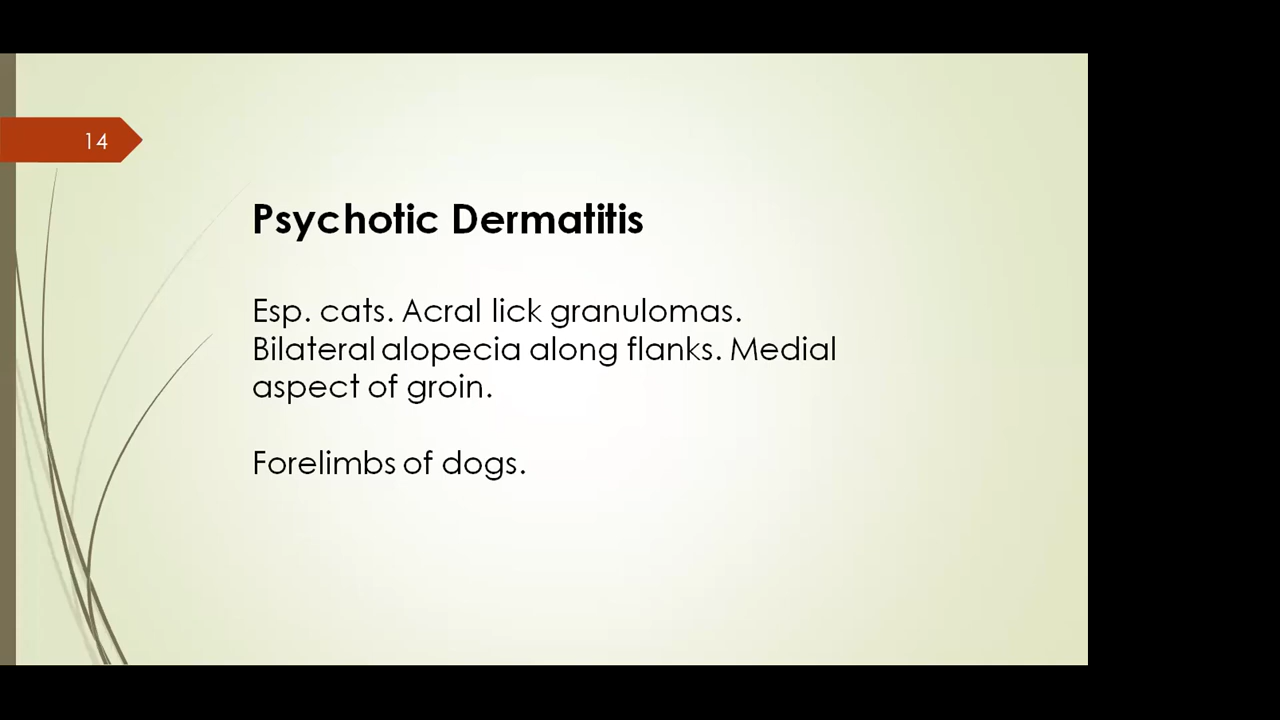 14
Psychotic Dermatitis
Esp. cats. Acral lick granulomas.
Bilateral alopecia along flanks. Medial
aspect of groin.
Forelimbs of dogs.